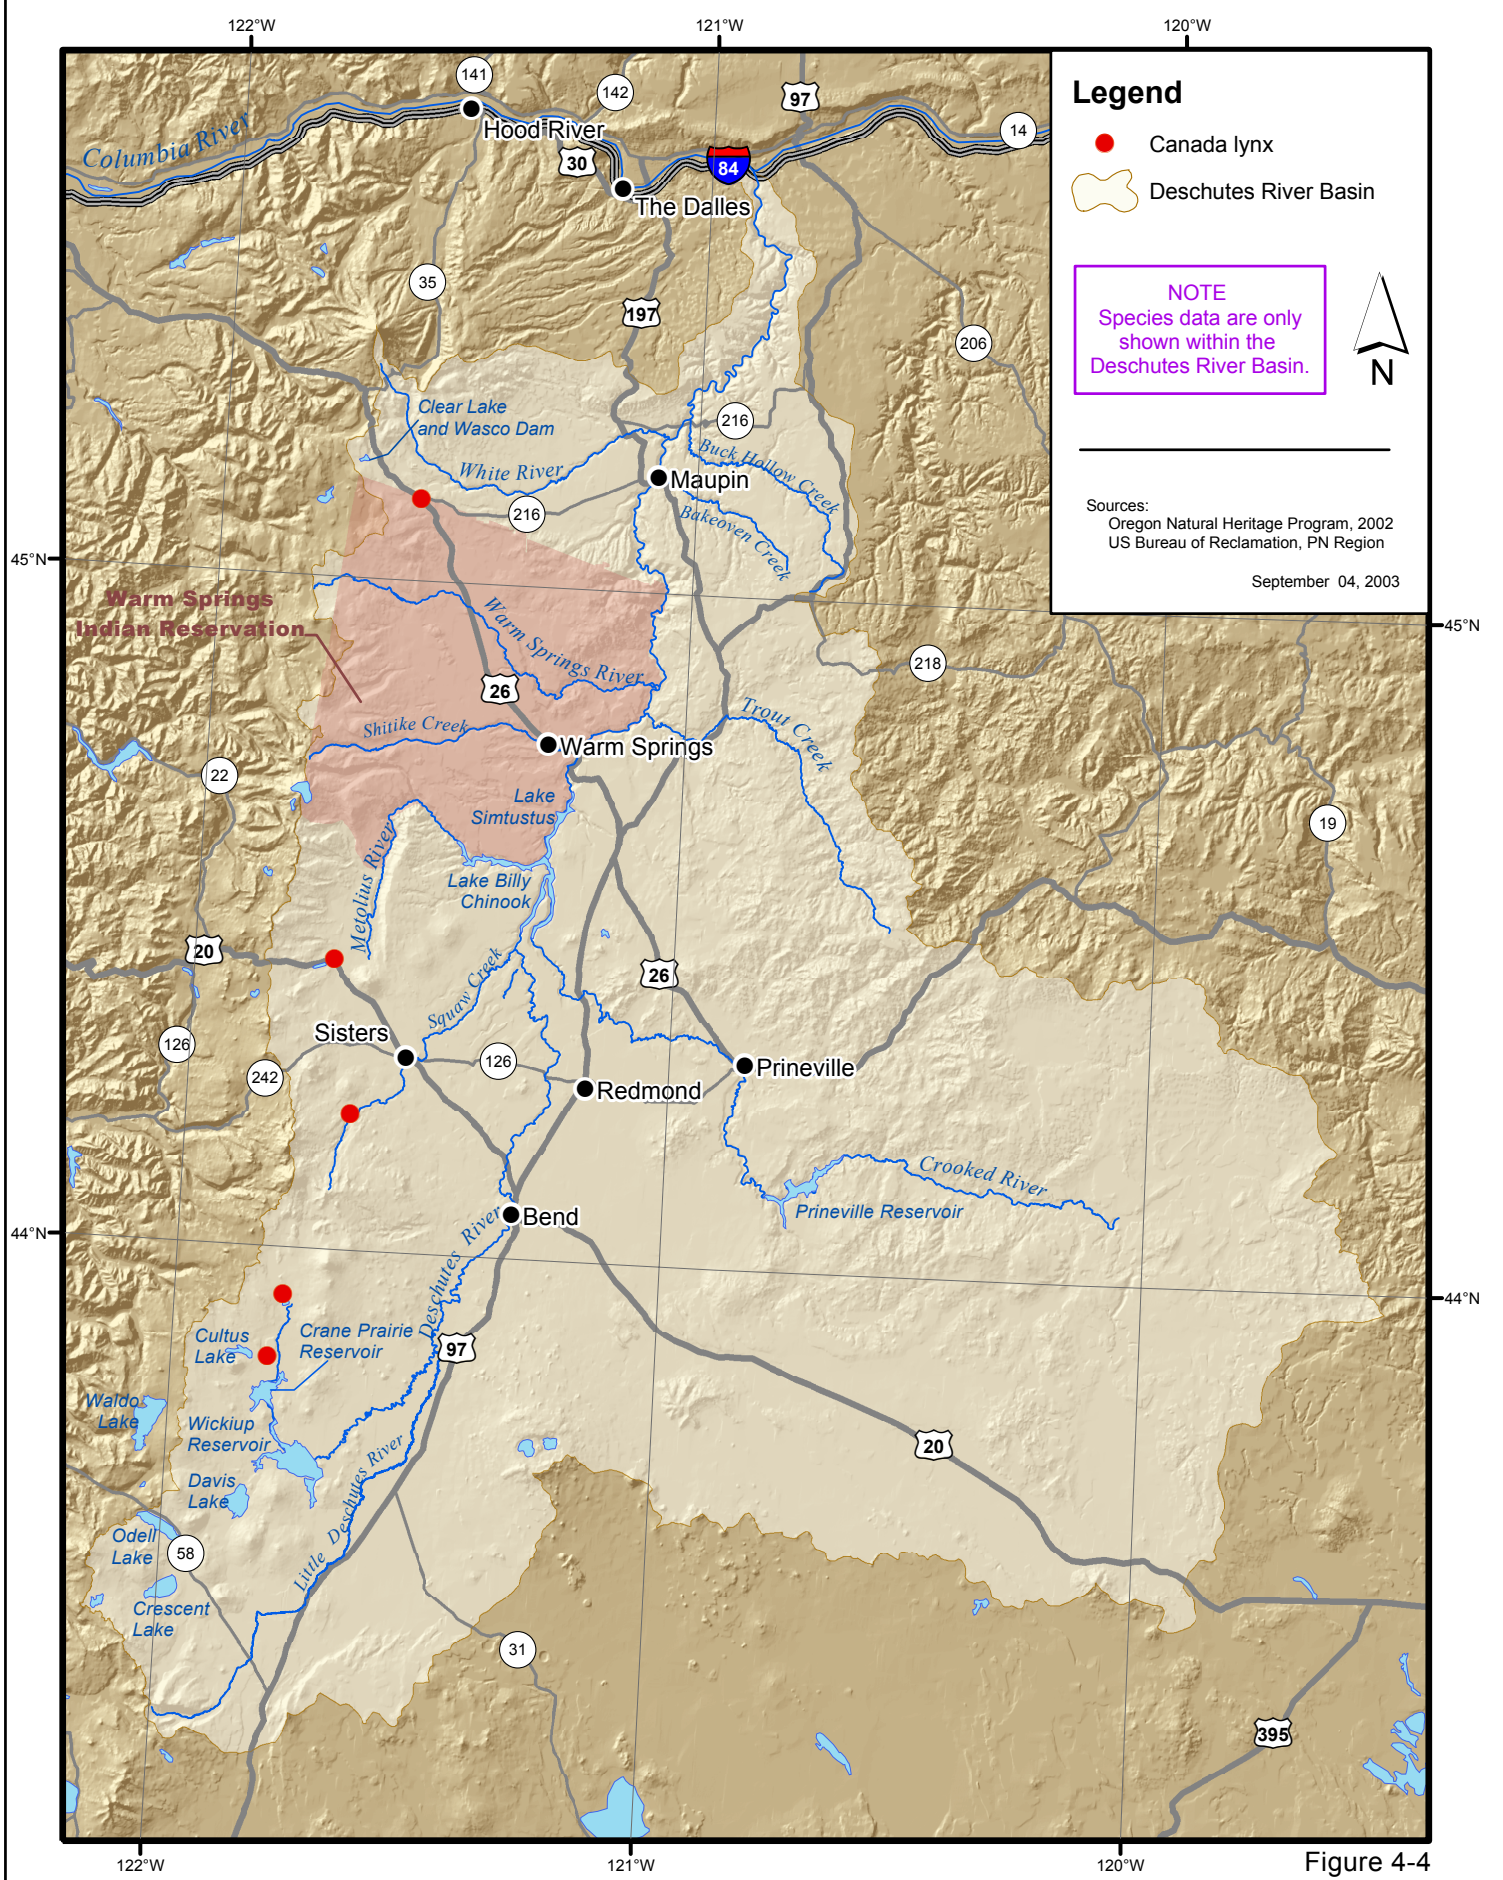 122°W
121°W
120°W
141
142
97
14
Columbia River
Hood River
30
84
The Dalles
Legend
Canada lynx
Deschutes River Basin
NOTE
Species data are only
shown within the
Deschutes River Basin.
N
Sources:
Oregon Natural Heritage Program, 2002
US Bureau of Reclamation, PN Region
September 04, 2003
35
197
206
Clear Lake
and Wasco Dam
216
White River
Buck Hollow Creek
Maupin
216
Bakeoven Creek
45°N
45°N
Warm Springs
Indian Reservation
Warm Springs River
218
26
Shitike Creek
Trout Creek
Warm Springs
22
Lake
Simtustus
19
Metolius River
Lake Billy
Chinook
20
26
Squaw Creek
Sisters
126
126
242
Redmond
Prineville
Crooked River
Prineville Reservoir
Bend
44°N
44°N
Deschutes River
Cultus
Lake
Crane Prairie
Reservoir
97
Waldo
Lake
Wickiup
Reservoir
20
Davis
Lake
Little Deschutes River
Odell
Lake
58
Crescent
Lake
31
395
122°W
121°W
120°W
Figure 4-4